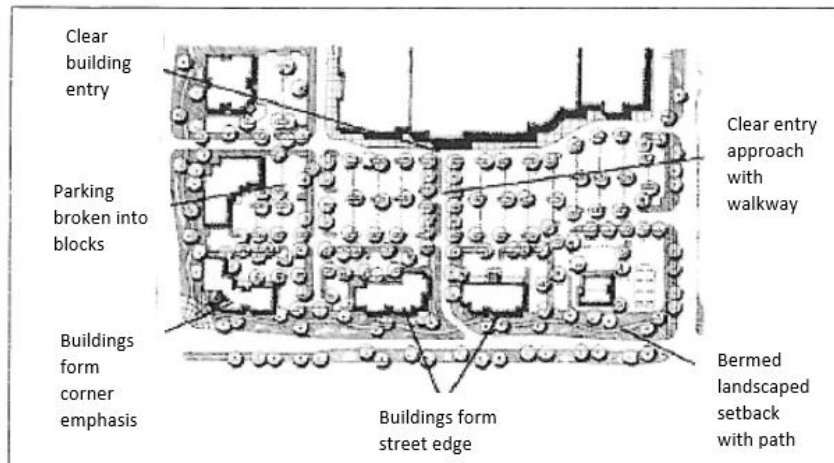 Clear
building
entry
Clear entry
approach
with
walkway
Parking
broken into
blocks
Buildings
form
corner
emphasis
Buildings form
street edge
Bermed
landscaped
setback
with path